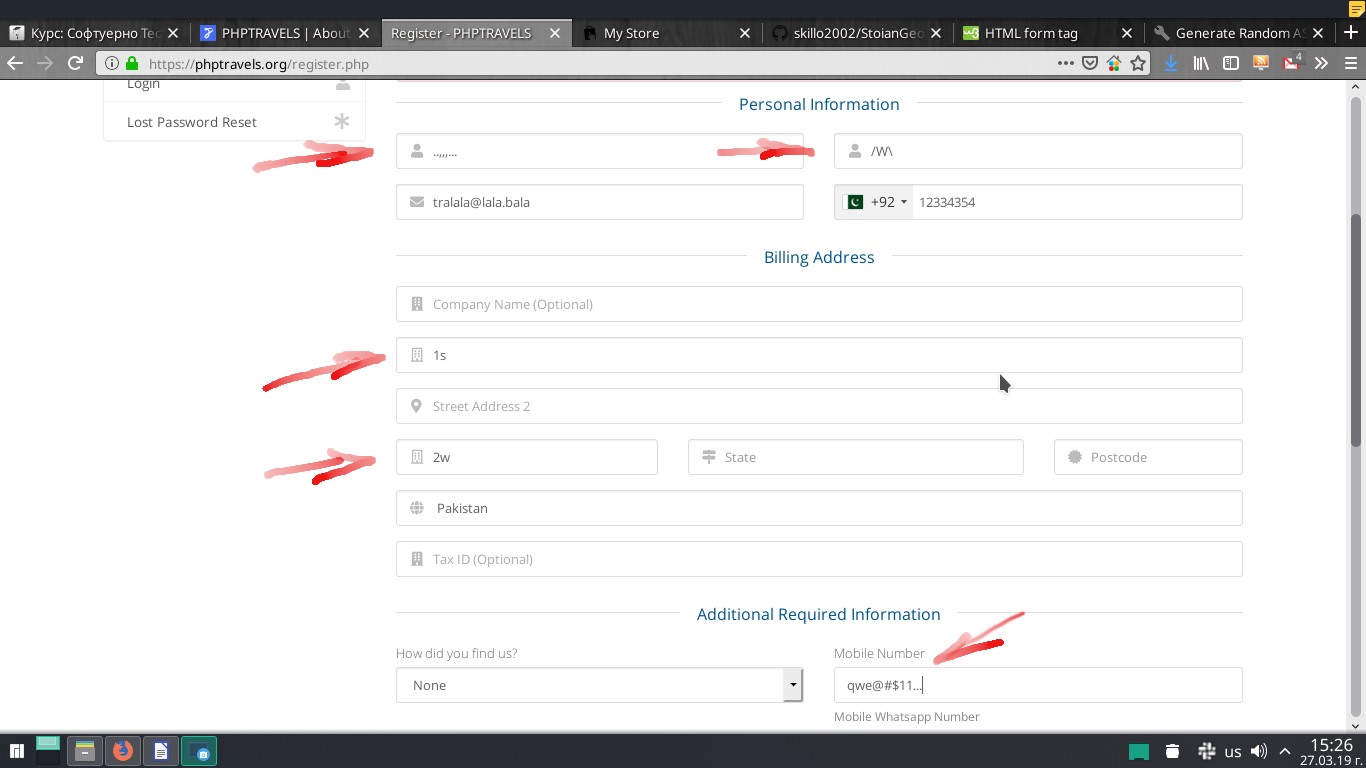 Курс: Софтуерно Тес
PHPTRAVELS | About
Register - PHPTRAVELS
My Store
skillo2002/StoianGeo
HTML form tag
Generate Random AS
https://phptravels.org/register.php
4
Login
Lost Password Reset
Personal Information
..,,,...
/W\
tralala@lala.bala
+92
12334354
Billing Address
Company Name (Optional)
1s
Street Address 2
2w
State
Postcode
Pakistan
Tax ID (Optional)
Additional Required Information
How did you find us?
Mobile Number
None
qwe@#$11...
Mobile Whatsapp Number
us
15:26
27.03.19 г.